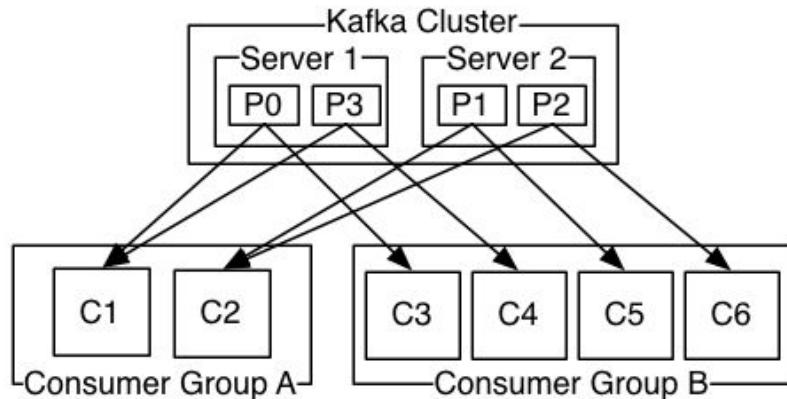 Kafka Cluster
Server 1 Server 2
P0 P3 P1 P2
C1 C2 C3 C4 C5 C6
Consumer Group A Consumer Group B